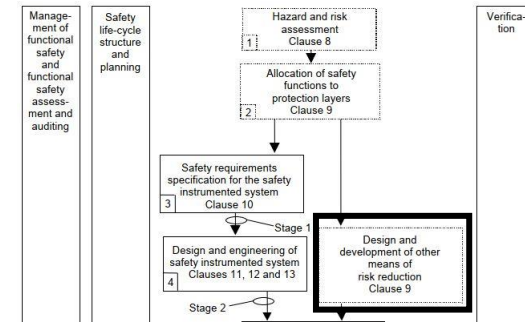 Manage-
ment of
functional
safety
and
functional
safety
assess-
ment and
auditing
Safety
life-cycle
structure
and
planning
Hazard and risk
assessment
Clause 8
1
Allocation of safety
functions to
protection layers
Clause 9
2
Safety requirements
specification for the safety
instrumented system
Clause 10
3
Stage 1
Design and engineering of
safety instrumented system
Clauses 11, 12 and 13
4
Design and
development of other
means of
risk reduction
Clause 9
Stage 2
Verifica-
tion